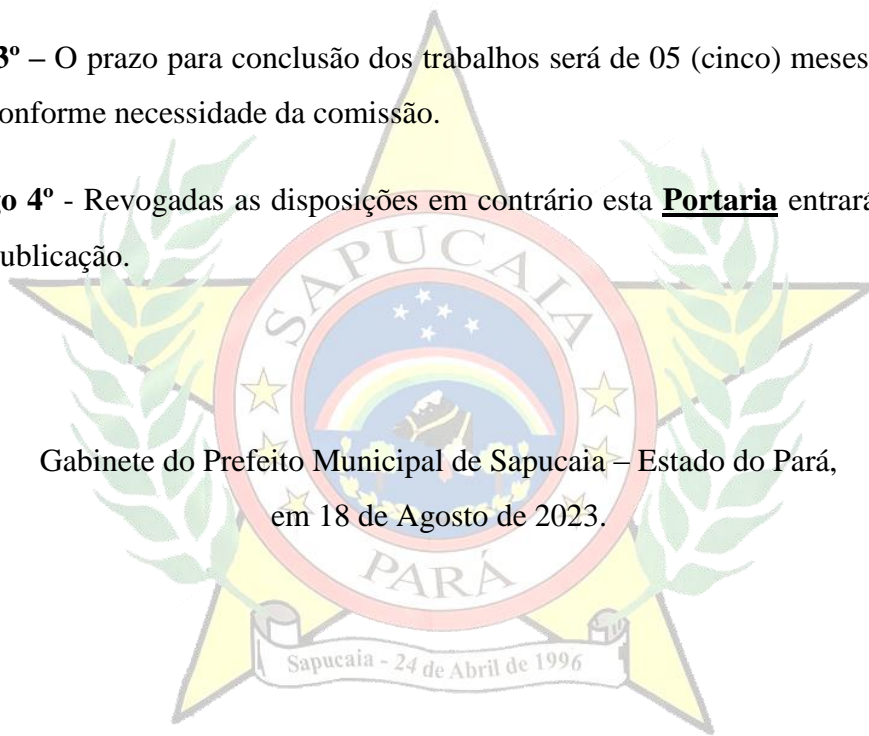 3º – O prazo para conclusão dos trabalhos será de 05 (cinco) meses
onforme necessidade da comissão.
go 4º - Revogadas as disposições em contrário esta Portaria entrará
ublicação.
SAPUCAIA
Gabinete do Prefeito Municipal de Sapucaia – Estado do Pará,
em 18 de Agosto de 2023.
PARÁ
Sapucaia - 24 de Abril de 1996